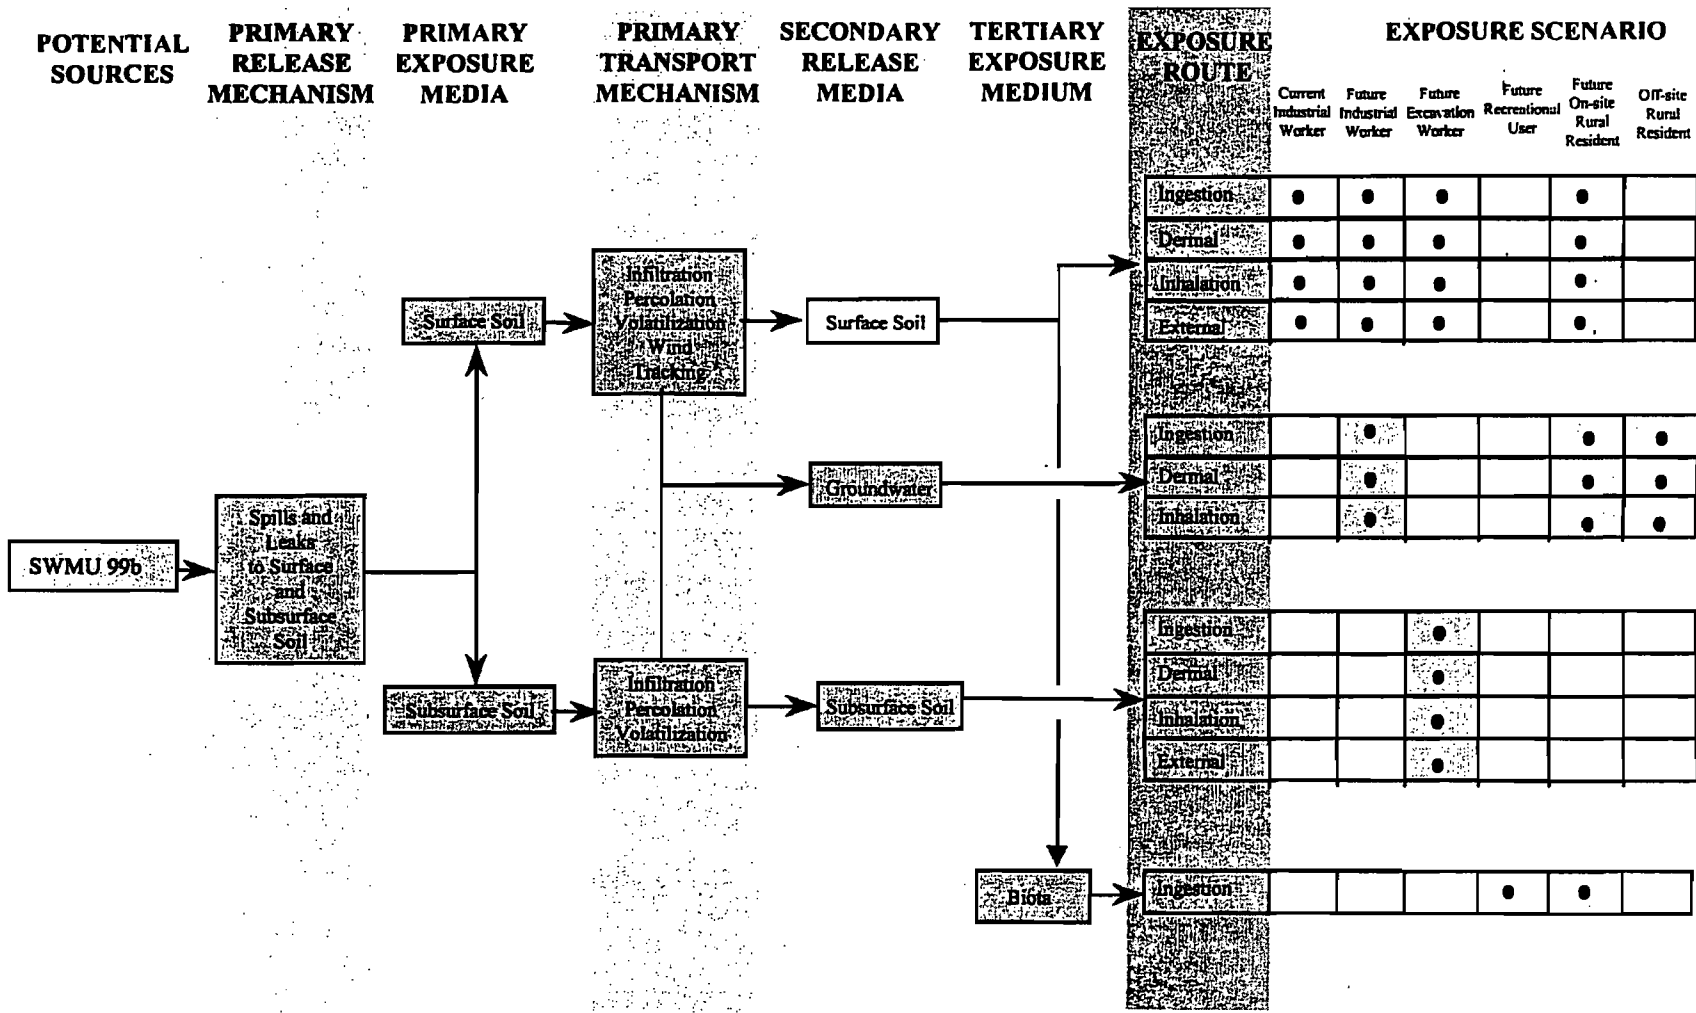 POTENTIAL
SOURCES
PRIMARY
RELEASE
MECHANISM
PRIMARY
EXPOSURE
MEDIA
PRIMARY
TRANSPORT
MECHANISM
SECONDARY
RELEASE
MEDIA
TERTIARY
EXPOSURE
MEDIUM
EXPOSURE
ROUTE
EXPOSURE SCENARIO
Current
Industrial
Worker
Future
Industrial
Worker
Future
Excavation
Worker
Future
Recreational
User
Future
On-site
Rural
Resident
Off-site
Rural
Resident
SWMU 99b
Spills and
Leaks
to Surface
and
Subsurface
Soil
Surface Soil
Subsurface Soil
Infiltration
Percolation
Volatilization
Wind
Tracking
Infiltration
Percolation
Volatilization
Surface Soil
Groundwater
Subsurface Soil
Biota
Ingestion
Dermal
Inhalation
External
Ingestion
Dermal
Inhalation
Ingestion
Dermal
Inhalation
External
Ingestion